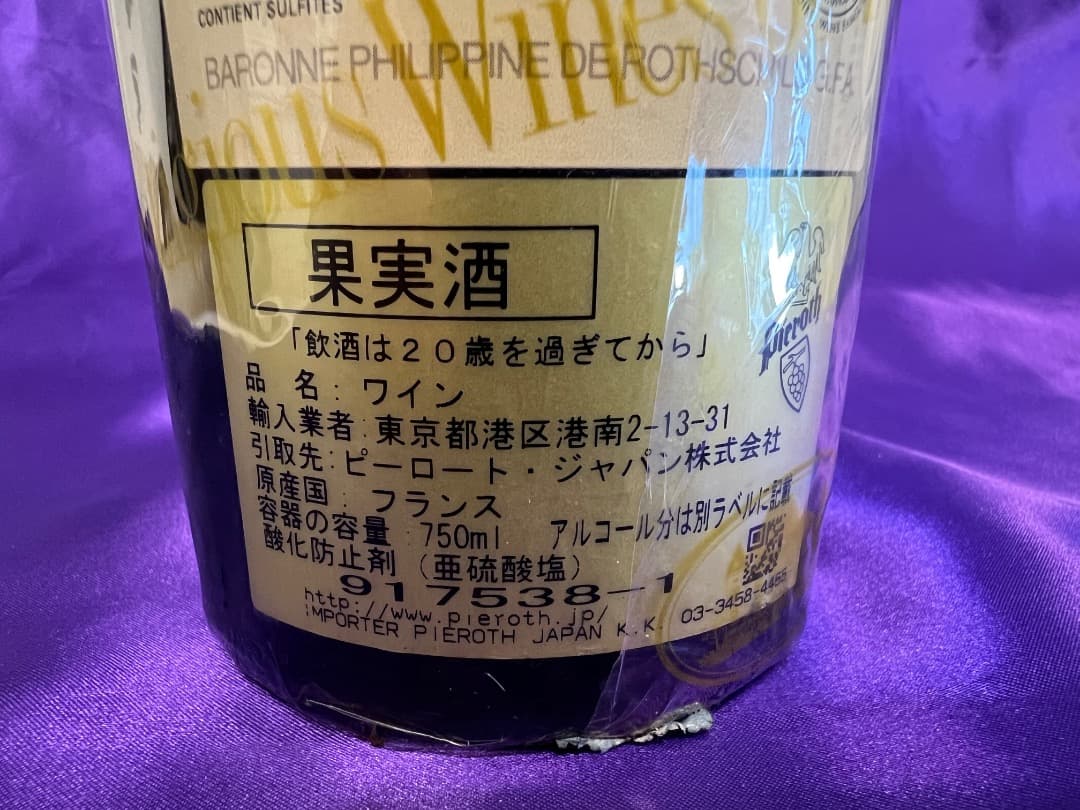 CONTIENT SULFITES
BARONNE PHILIPPINE DE ROTHSCHILD G.F.A
ious Wines
果実酒
「飲酒は20歳を過ぎてから」
Pieroth
品 名: ワイン
輸入業者:東京都港区港南2-13-31
引取先:ピーロート・ジャパン株式会社
原産国: フランス
容器の容量:750ml アルコール分は別ラベルに記載
酸化防止剤(亜硫酸塩)
917538-1
http://www.pieroth.jp/
IMPORTER PIEROTH JAPAN K.K. 03-3458-4455